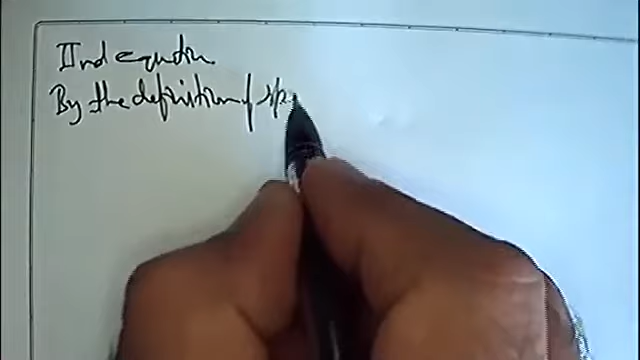 IInd equation
By the definition of